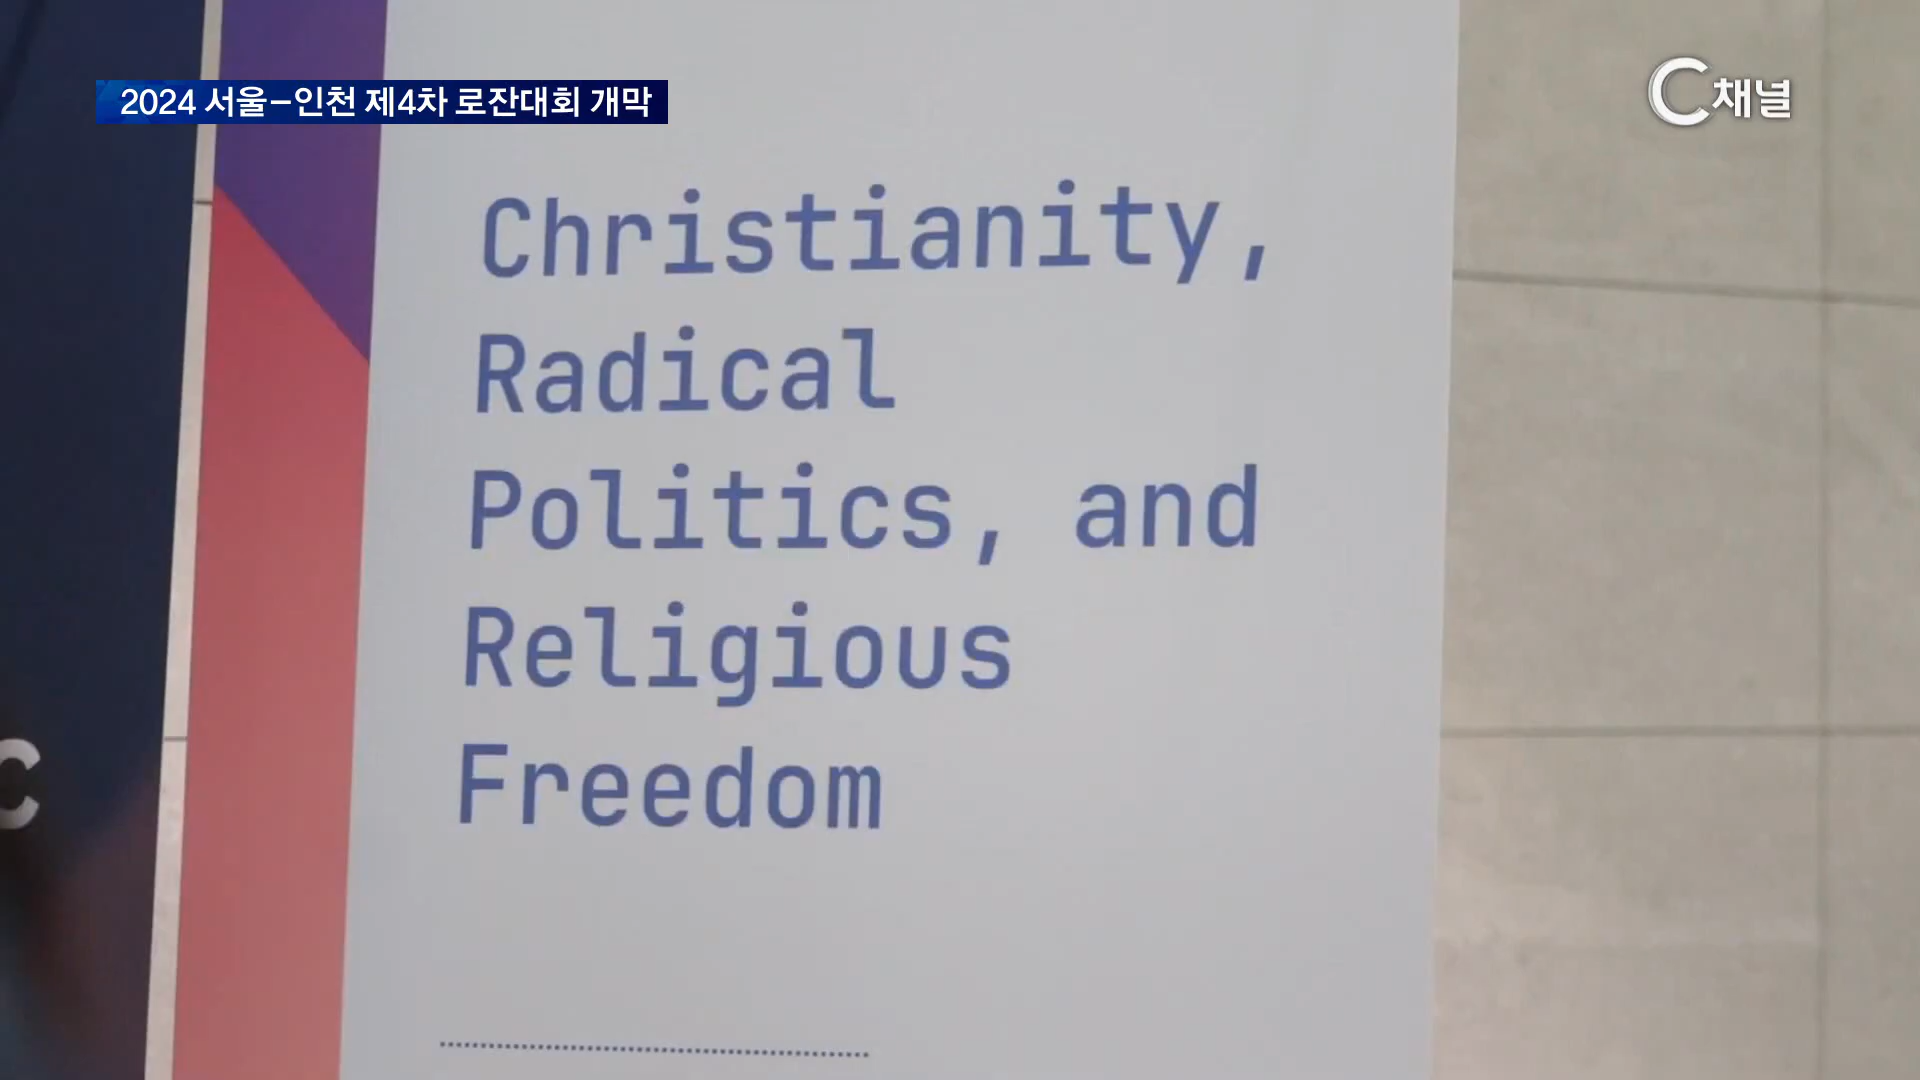 2024 서울-인천 제4차 로잔대회 개막
C채널
Christianity,
Radical
Politics, and
Religious
Freedom
C